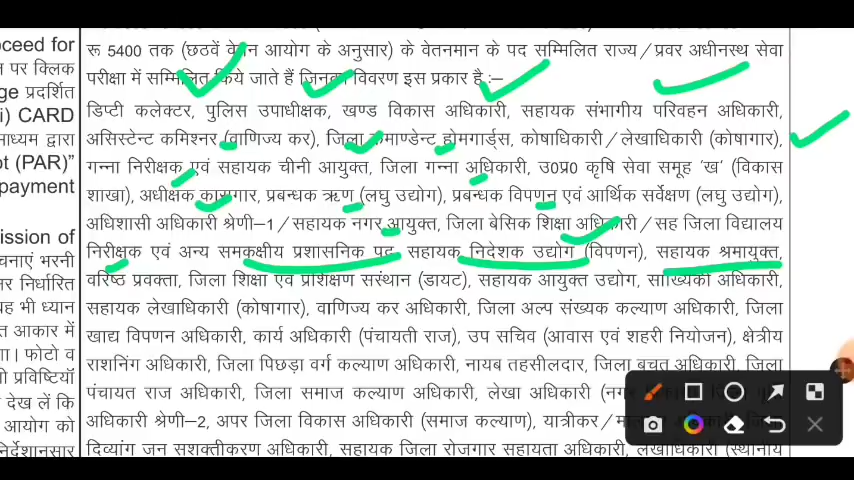 oceed for
न पर क्लिक
ge प्रदर्शित
i) CARD
माध्यम द्वारा
ot (PAR)"
payment
ission of
चनाएं भरनी
सर निर्धारित
यह भी ध्यान
त आकार में
गा। फोटो व
ी प्रविष्टियाँ
देख लें कि
आयोग को
निर्देशानुसार
रू 5400 तक (छठवें वेतन आयोग के अनुसार) के वेतनमान के पद सम्मिलित राज्य/प्रवर अधीनस्थ सेवा
परीक्षा में सम्मिलित किये जाते हैं जिनका विवरण इस प्रकार है :–
डिप्टी कलेक्टर, पुलिस उपाधीक्षक, खण्ड विकास अधिकारी, सहायक संभागीय परिवहन अधिकारी,
असिस्टेन्ट कमिश्नर (वाणिज्य कर), जिला कमाण्डेन्ट होमगार्ड्स, कोषाधिकारी/लेखाधिकारी (कोषागार),
गन्ना निरीक्षक एवं सहायक चीनी आयुक्त, जिला गन्ना अधिकारी, उ0प्र0 कृषि सेवा समूह 'ख' (विकास
शाखा), अधीक्षक कारागार, प्रबन्धक ऋण (लघु उद्योग), प्रबन्धक विपणन एवं आर्थिक सर्वेक्षण (लघु उद्योग),
अधिशासी अधिकारी श्रेणी–1/सहायक नगर आयुक्त, जिला बेसिक शिक्षा अधिकारी/सह जिला विद्यालय
निरीक्षक एवं अन्य समकक्षीय प्रशासनिक पद सहायक निदेशक उद्योग (विपणन), सहायक श्रमायुक्त,
वरिष्ठ प्रवक्ता, जिला शिक्षा एवं प्रशिक्षण संस्थान (डायट), सहायक आयुक्त उद्योग, सांख्यिकी अधिकारी,
सहायक लेखाधिकारी (कोषागार), वाणिज्य कर अधिकारी, जिला अल्प संख्यक कल्याण अधिकारी, जिला
खाद्य विपणन अधिकारी, कार्य अधिकारी (पंचायती राज), उप सचिव (आवास एवं शहरी नियोजन), क्षेत्रीय
राशनिंग अधिकारी, जिला पिछड़ा वर्ग कल्याण अधिकारी, नायब तहसीलदार, जिला बचत अधिकारी, जिला
पंचायत राज अधिकारी, जिला समाज कल्याण अधिकारी, लेखा अधिकारी (नगर
अधिकारी श्रेणी–2, अपर जिला विकास अधिकारी (समाज कल्याण), यात्रीकर/
दिव्यांग जन सशक्तीकरण अधिकारी, सहायक जिला रोजगार सहायता अधिकारी, लेखाधिकारी (स्थानीय